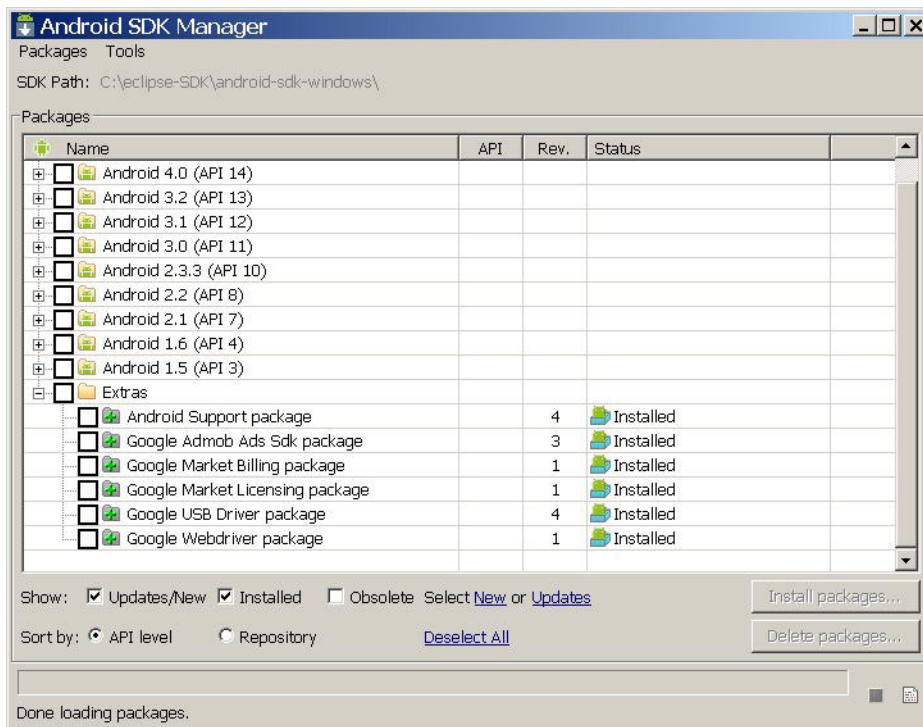 Android SDK Manager
Packages Tools
SDK Path: C:\eclipse-SDK\android-sdk-windows\
Packages
Name API Rev. Status
Android 4.0 (API 14)
Android 3.2 (API 13)
Android 3.1 (API 12)
Android 3.0 (API 11)
Android 2.3.3 (API 10)
Android 2.2 (API 8)
Android 2.1 (API 7)
Android 1.6 (API 4)
Android 1.5 (API 3)
Extras
Android Support package 4 Installed
Google Admob Ads Sdk package 3 Installed
Google Market Billing package 1 Installed
Google Market Licensing package 1 Installed
Google USB Driver package 4 Installed
Google Webdriver package 1 Installed
Show: Updates/New Installed Obsolete Select New or Updates Install packages...
Sort by: API level Repository Deselect All Delete packages...
Done loading packages.